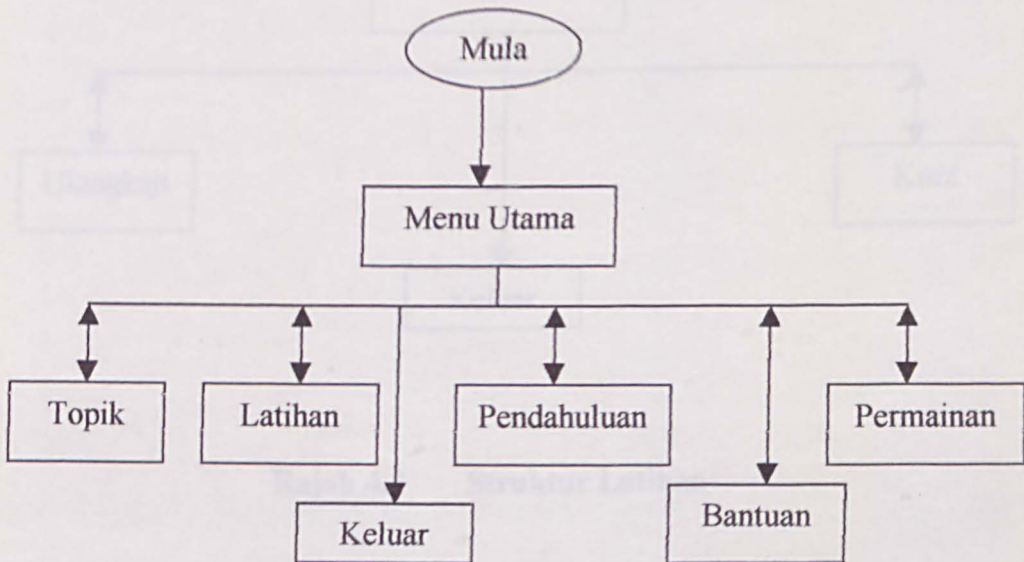 Mula
Menu Utama
Topik
Latihan
Pendahuluan
Permainan
Keluar
Bantuan